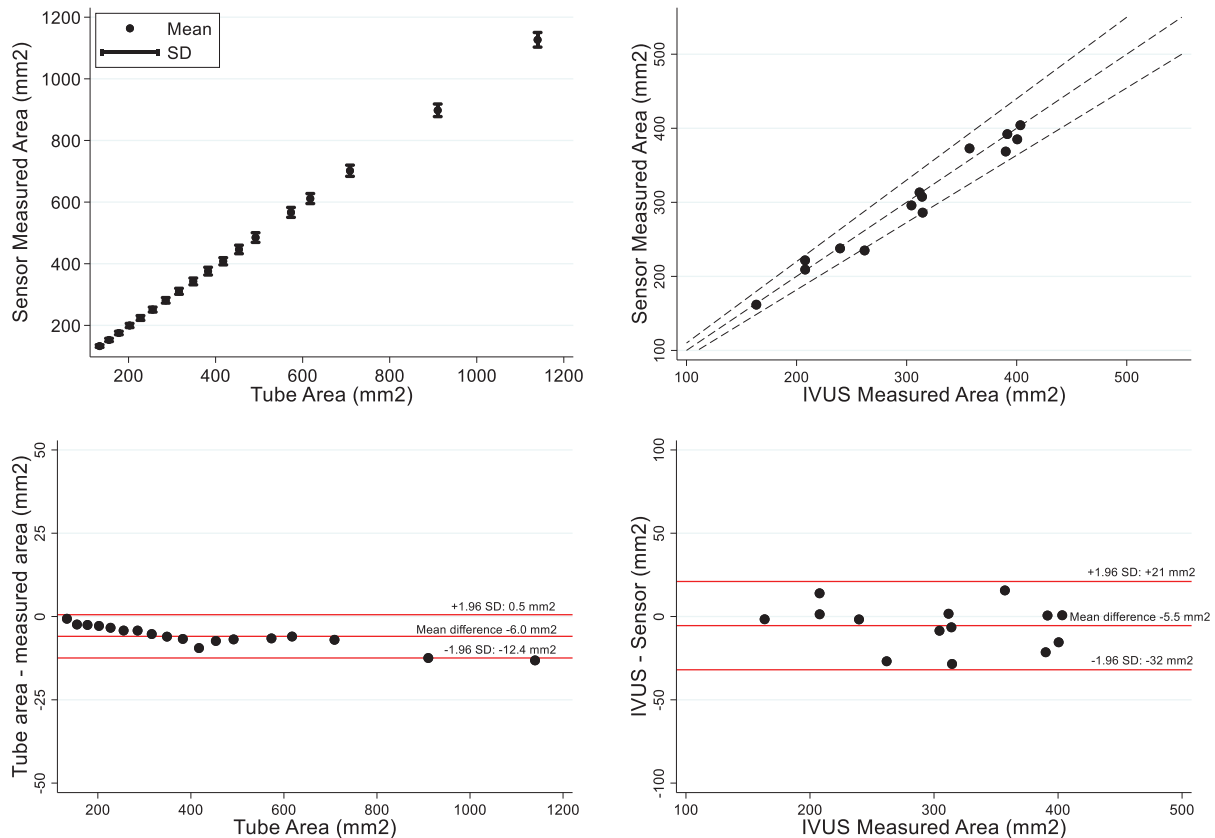 Sensor Measured Area (mm2)
1200
1000
800
600
400
200
Mean
SD
200 400 600 800 1000 1200
Tube Area (mm2)
Sensor Measured Area (mm2)
500
400
300
200
100
100 200 300 400 500
IVUS Measured Area (mm2)
Tube area - measured area (mm2)
50
25
0
-25
-50
+1.96 SD: 0.5 mm2
Mean difference -6.0 mm2
-1.96 SD: -12.4 mm2
200 400 600 800 1000 1200
Tube Area (mm2)
IVUS - Sensor (mm2)
100
50
0
-50
-100
+1.96 SD: +21 mm2
Mean difference -5.5 mm2
-1.96 SD: -32 mm2
100 200 300 400 500
IVUS Measured Area (mm2)